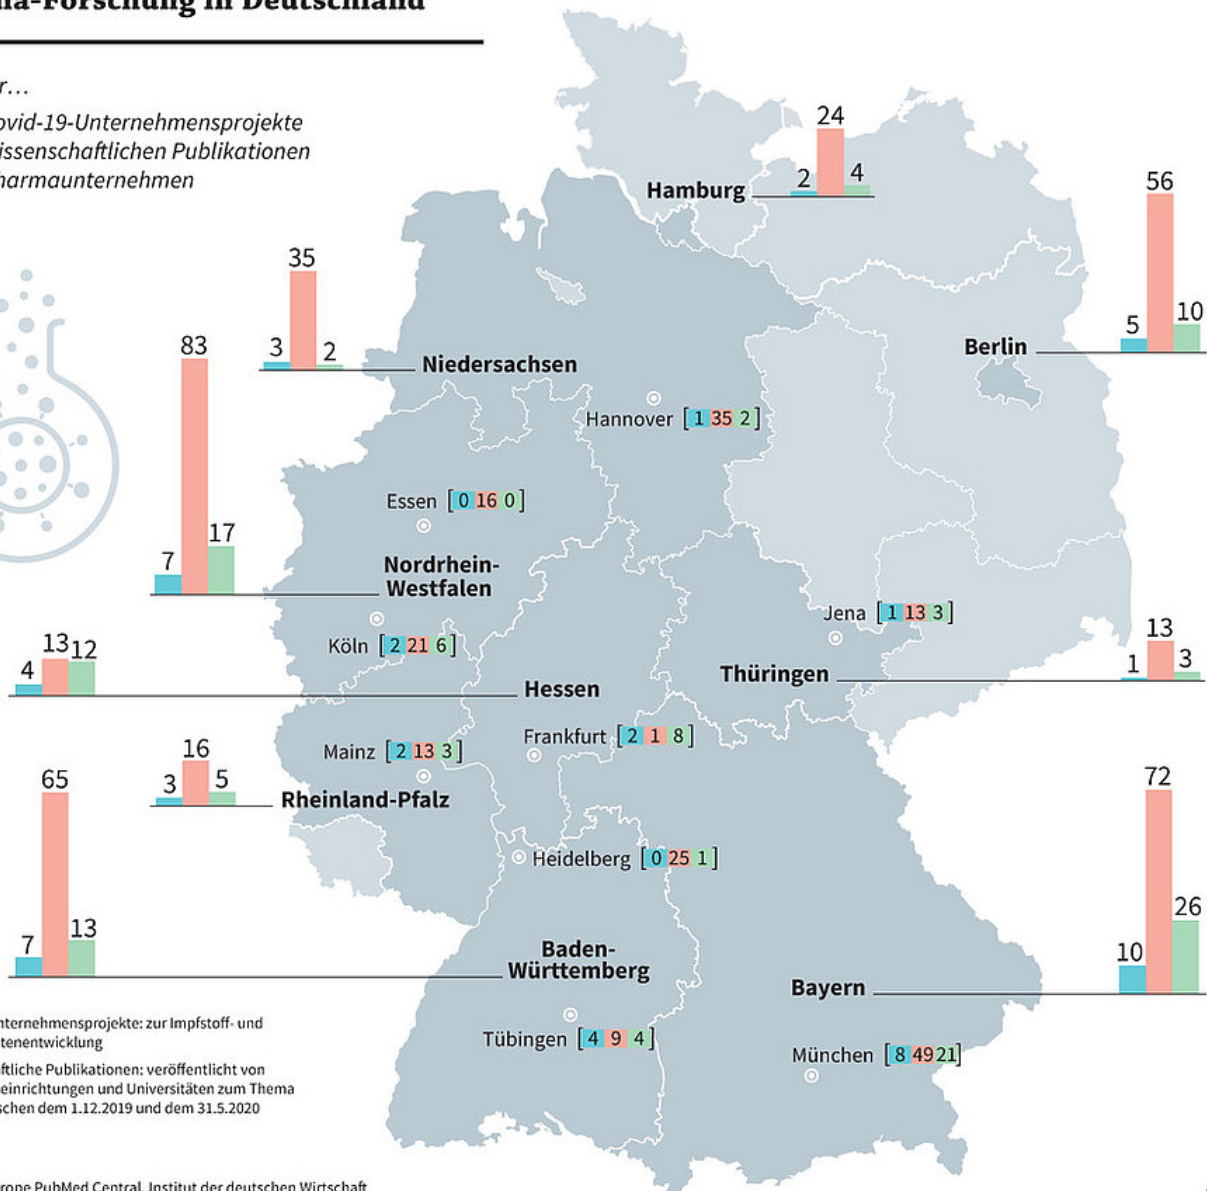 na-Forschung in Deutschland
r…
ovid-19-Unternehmensprojekte
issenschaftlichen Publikationen
harmaunternehmen
24
2
4
Hamburg
56
5
10
Berlin
35
3
2
Niedersachsen
Hannover [1 35 2]
83
7
17
Essen [0 16 0]
Nordrhein-
Westfalen
Köln [2 21 6]
Jena [1 13 3]
Thüringen
13
1
3
4
13
12
Hessen
Frankfurt [2 1 8]
Mainz [2 13 3]
16
3
5
Rheinland-Pfalz
65
7
13
Heidelberg [0 25 1]
Baden-
Württemberg
Tübingen [4 9 4]
72
10
26
Bayern
München [8 49 21]
nternehmensprojekte: zur Impfstoff- und
tenentwicklung
ftliche Publikationen: veröffentlicht von
einrichtungen und Universitäten zum Thema
schen dem 1.12.2019 und dem 31.5.2020
rope PubMed Central, Institut der deutschen Wirtschaft